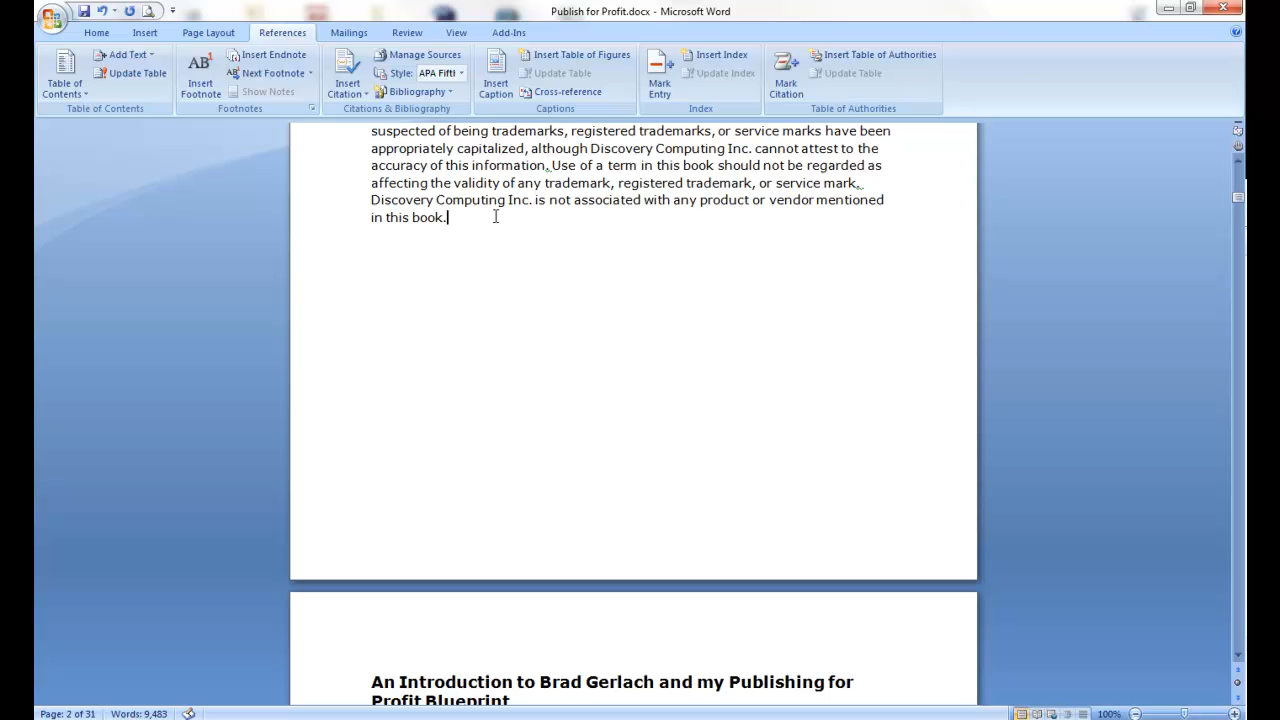 Publish for Profit.docx - Microsoft Word
Home Insert Page Layout References Mailings Review View Add-Ins
Table of Contents
Add Text
Update Table
Table of Contents
AB1 Insert Footnote
Insert Endnote
Next Footnote
Show Notes
Footnotes
Insert Citation
Manage Sources
Style: APA Fifth
Bibliography
Citations & Bibliography
Insert Caption
Insert Table of Figures
Update Table
Cross-reference
Captions
Mark Entry
Insert Index
Update Index
Index
Mark Citation
Insert Table of Authorities
Update Table
Table of Authorities
suspected of being trademarks, registered trademarks, or service marks have been
appropriately capitalized, although Discovery Computing Inc. cannot attest to the
accuracy of this information. Use of a term in this book should not be regarded as
affecting the validity of any trademark, registered trademark, or service mark.
Discovery Computing Inc. is not associated with any product or vendor mentioned
in this book.
An Introduction to Brad Gerlach and my Publishing for
Profit Blueprint
Page: 2 of 31 Words: 9,483 100%